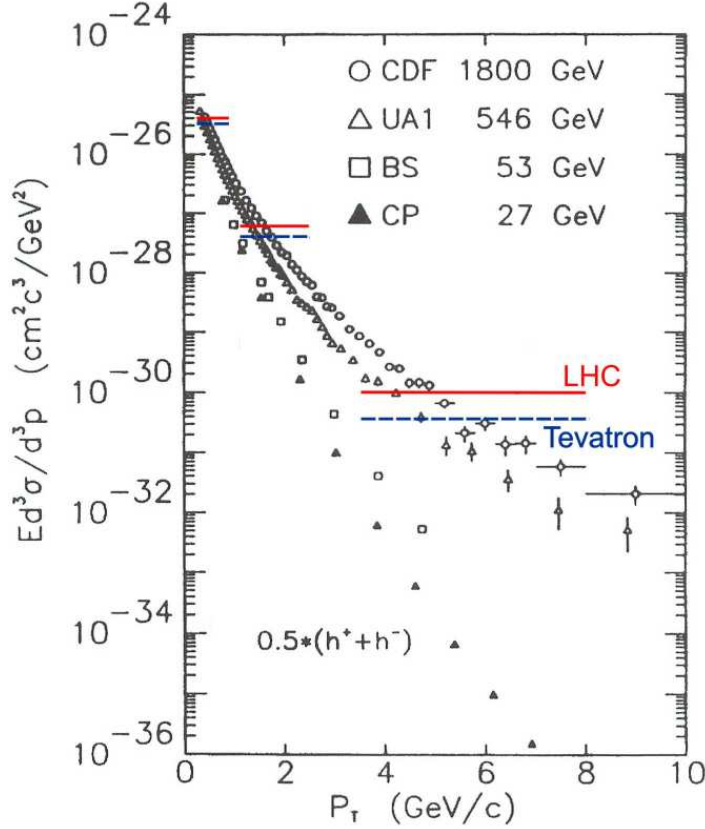 Ed³σ/d³p (cm²c³/GeV²)
10⁻²⁴
10⁻²⁶
10⁻²⁸
10⁻³⁰
10⁻³²
10⁻³⁴
10⁻³⁶
○ CDF 1800 GeV
△ UA1 546 GeV
□ BS 53 GeV
▲ CP 27 GeV
LHC
Tevatron
0.5*(h⁺+h⁻)
0 2 4 6 8 10
P_T (GeV/c)